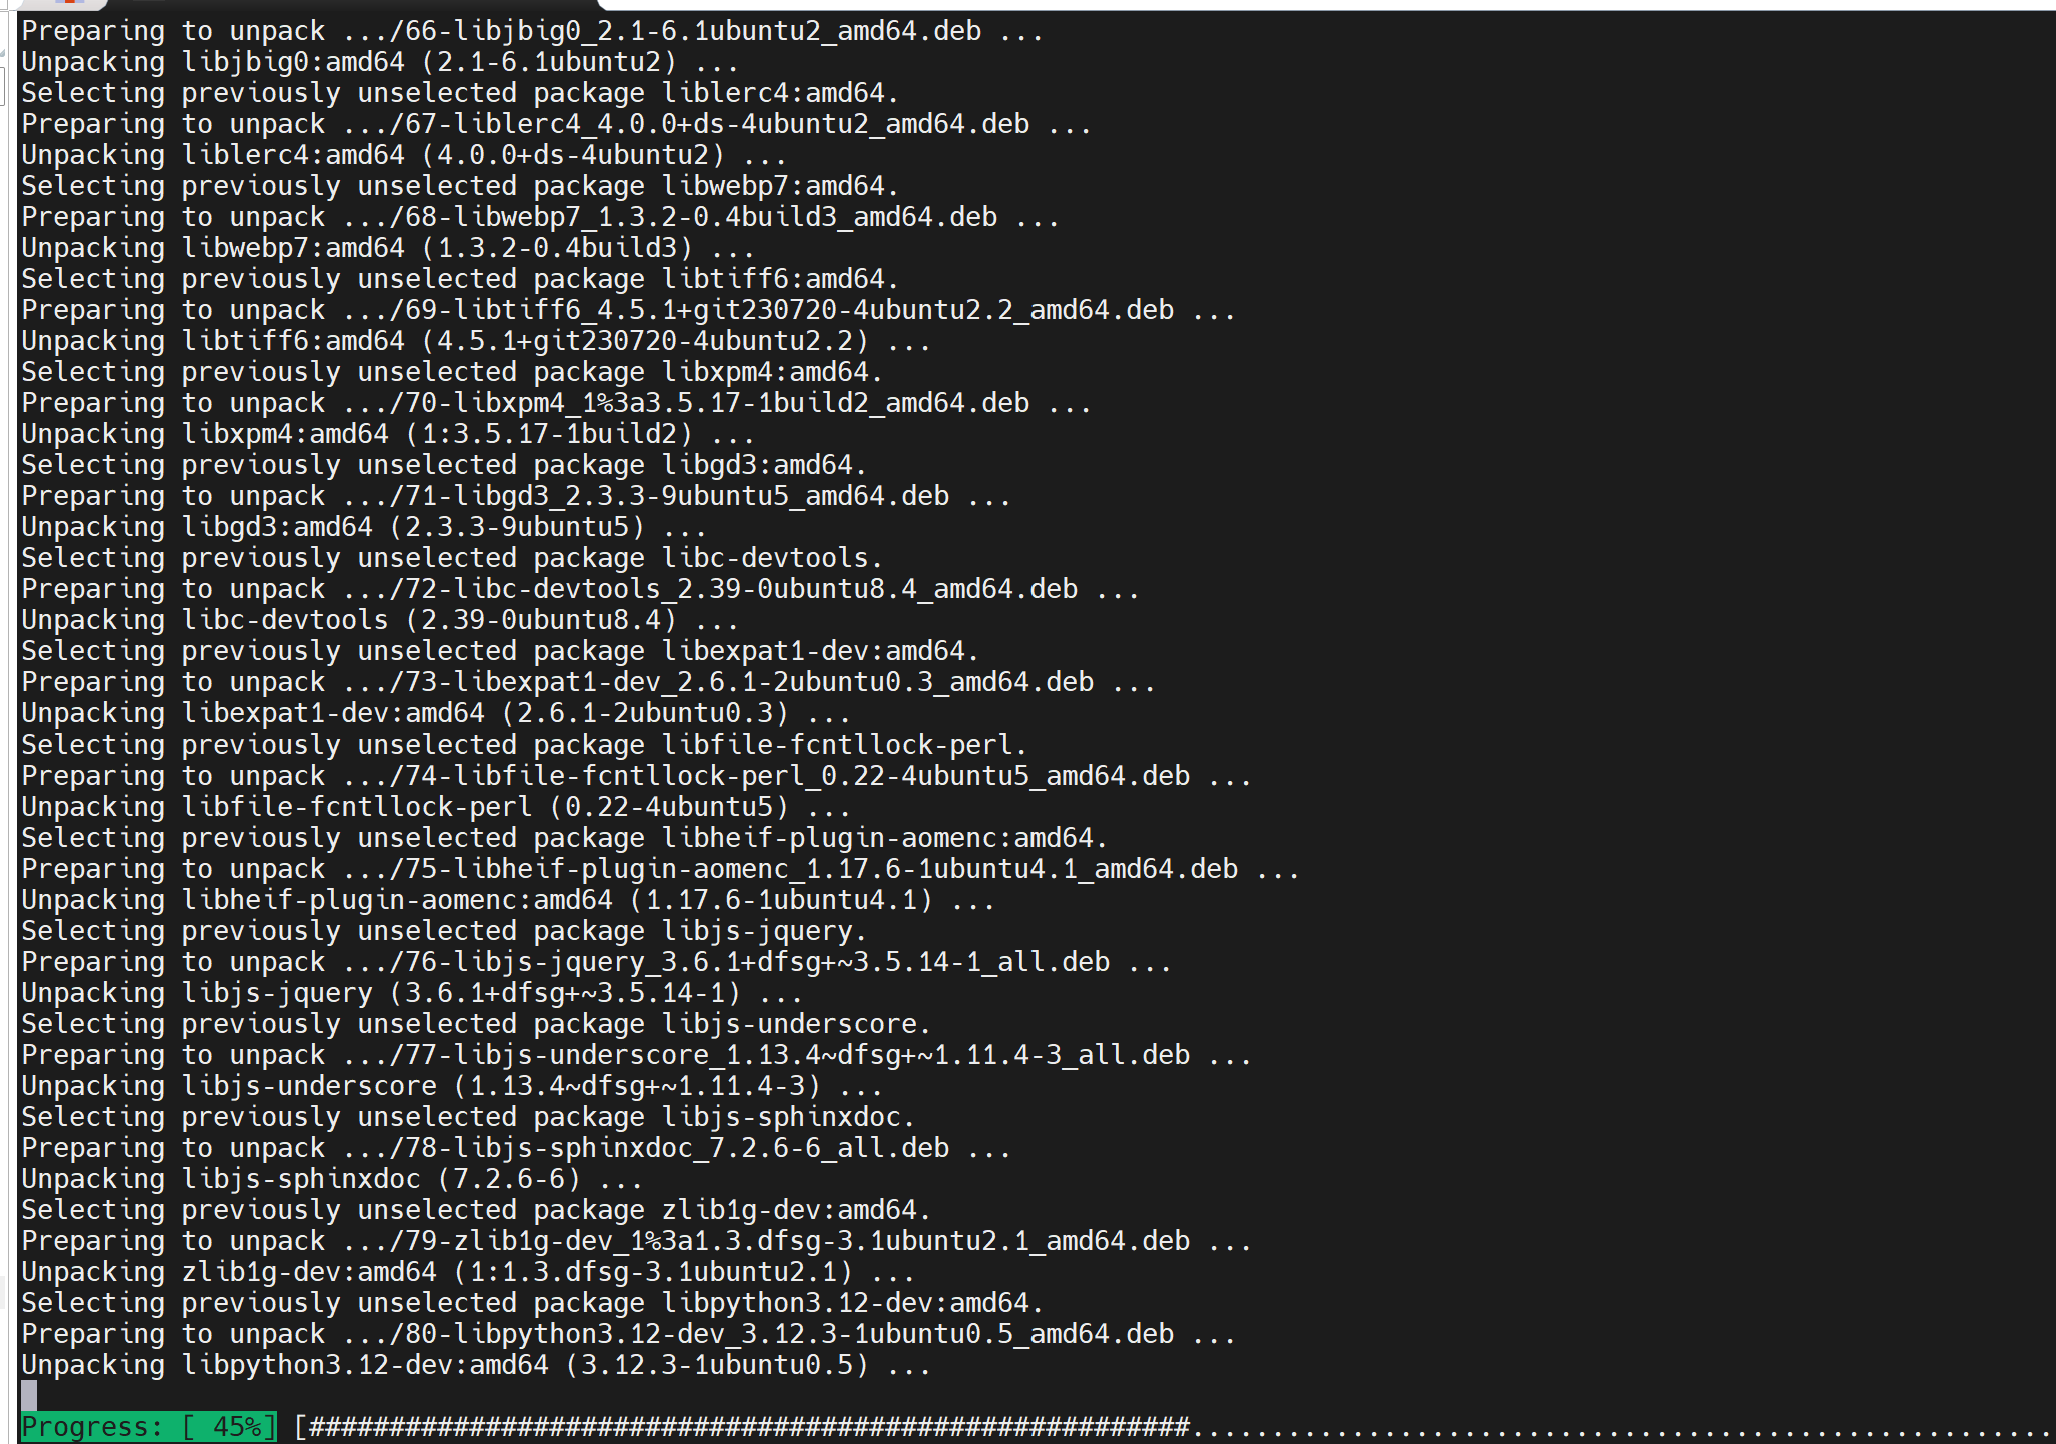 Preparing to unpack .../66-libjbig0_2.1-6.1ubuntu2_amd64.deb ...
Unpacking libjbig0:amd64 (2.1-6.1ubuntu2) ...
Selecting previously unselected package liblerc4:amd64.
Preparing to unpack .../67-liblerc4_4.0.0+ds-4ubuntu2_amd64.deb ...
Unpacking liblerc4:amd64 (4.0.0+ds-4ubuntu2) ...
Selecting previously unselected package libwebp7:amd64.
Preparing to unpack .../68-libwebp7_1.3.2-0.4build3_amd64.deb ...
Unpacking libwebp7:amd64 (1.3.2-0.4build3) ...
Selecting previously unselected package libtiff6:amd64.
Preparing to unpack .../69-libtiff6_4.5.1+git230720-4ubuntu2.2_amd64.deb ...
Unpacking libtiff6:amd64 (4.5.1+git230720-4ubuntu2.2) ...
Selecting previously unselected package libxpm4:amd64.
Preparing to unpack .../70-libxpm4_1%3a3.5.17-1build2_amd64.deb ...
Unpacking libxpm4:amd64 (1:3.5.17-1build2) ...
Selecting previously unselected package libgd3:amd64.
Preparing to unpack .../71-libgd3_2.3.3-9ubuntu5_amd64.deb ...
Unpacking libgd3:amd64 (2.3.3-9ubuntu5) ...
Selecting previously unselected package libc-devtools.
Preparing to unpack .../72-libc-devtools_2.39-0ubuntu8.4_amd64.deb ...
Unpacking libc-devtools (2.39-0ubuntu8.4) ...
Selecting previously unselected package libexpat1-dev:amd64.
Preparing to unpack .../73-libexpat1-dev_2.6.1-2ubuntu0.3_amd64.deb ...
Unpacking libexpat1-dev:amd64 (2.6.1-2ubuntu0.3) ...
Selecting previously unselected package libfile-fcntllock-perl.
Preparing to unpack .../74-libfile-fcntllock-perl_0.22-4ubuntu5_amd64.deb ...
Unpacking libfile-fcntllock-perl (0.22-4ubuntu5) ...
Selecting previously unselected package libheif-plugin-aomenc:amd64.
Preparing to unpack .../75-libheif-plugin-aomenc_1.17.6-1ubuntu4.1_amd64.deb ...
Unpacking libheif-plugin-aomenc:amd64 (1.17.6-1ubuntu4.1) ...
Selecting previously unselected package libjs-jquery.
Preparing to unpack .../76-libjs-jquery_3.6.1+dfsg+~3.5.14-1_all.deb ...
Unpacking libjs-jquery (3.6.1+dfsg+~3.5.14-1) ...
Selecting previously unselected package libjs-underscore.
Preparing to unpack .../77-libjs-underscore_1.13.4~dfsg+~1.11.4-3_all.deb ...
Unpacking libjs-underscore (1.13.4~dfsg+~1.11.4-3) ...
Selecting previously unselected package libjs-sphinxdoc.
Preparing to unpack .../78-libjs-sphinxdoc_7.2.6-6_all.deb ...
Unpacking libjs-sphinxdoc (7.2.6-6) ...
Selecting previously unselected package zlib1g-dev:amd64.
Preparing to unpack .../79-zlib1g-dev_1%3a1.3.dfsg-3.1ubuntu2.1_amd64.deb ...
Unpacking zlib1g-dev:amd64 (1:1.3.dfsg-3.1ubuntu2.1) ...
Selecting previously unselected package libpython3.12-dev:amd64.
Preparing to unpack .../80-libpython3.12-dev_3.12.3-1ubuntu0.5_amd64.deb ...
Unpacking libpython3.12-dev:amd64 (3.12.3-1ubuntu0.5) ...
Progress: [ 45%] [#######################################################......................................................